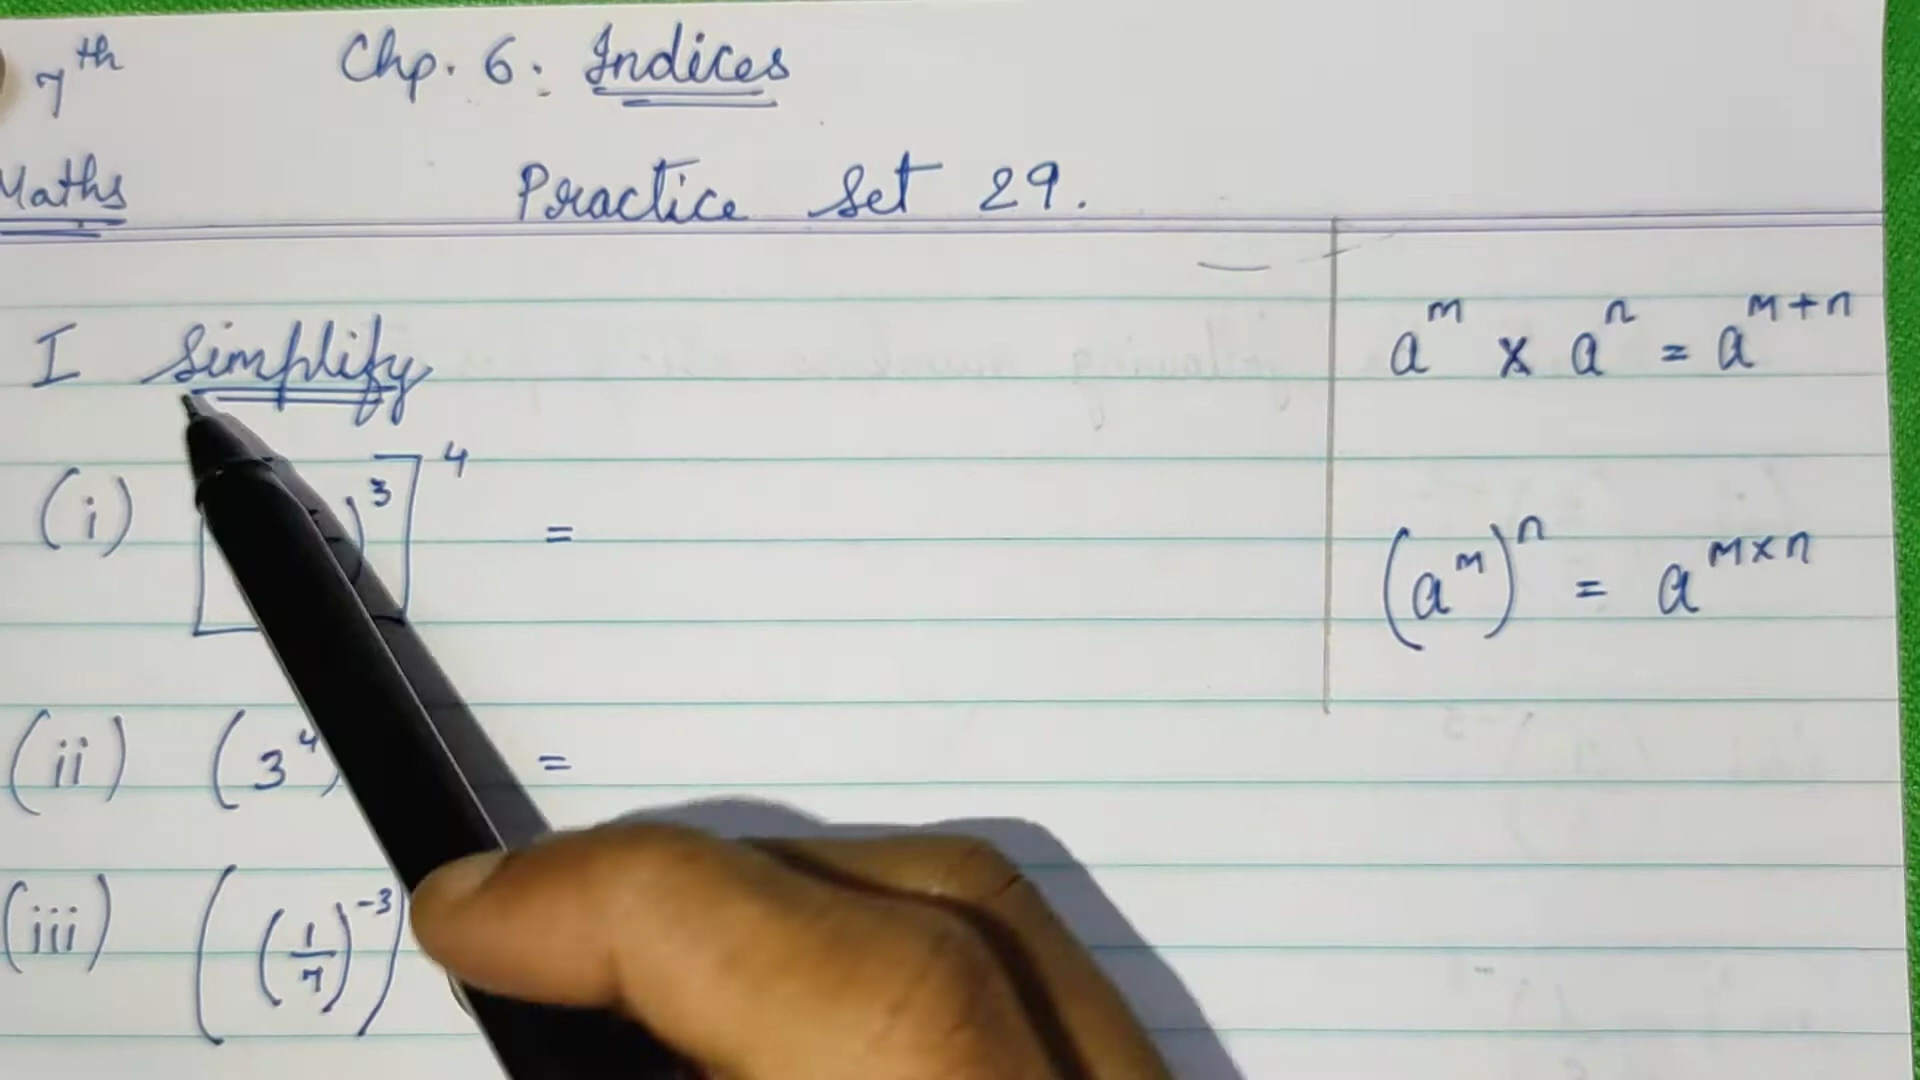 7th Chp. 6: Indices
Maths Practice Set 29.
I Simplify
a^m × a^n = a^(m+n)
(i) [( )^3]^4 =
(a^m)^n = a^(m×n)
(ii) (3^4) =
(iii) ((1/7)^-3)